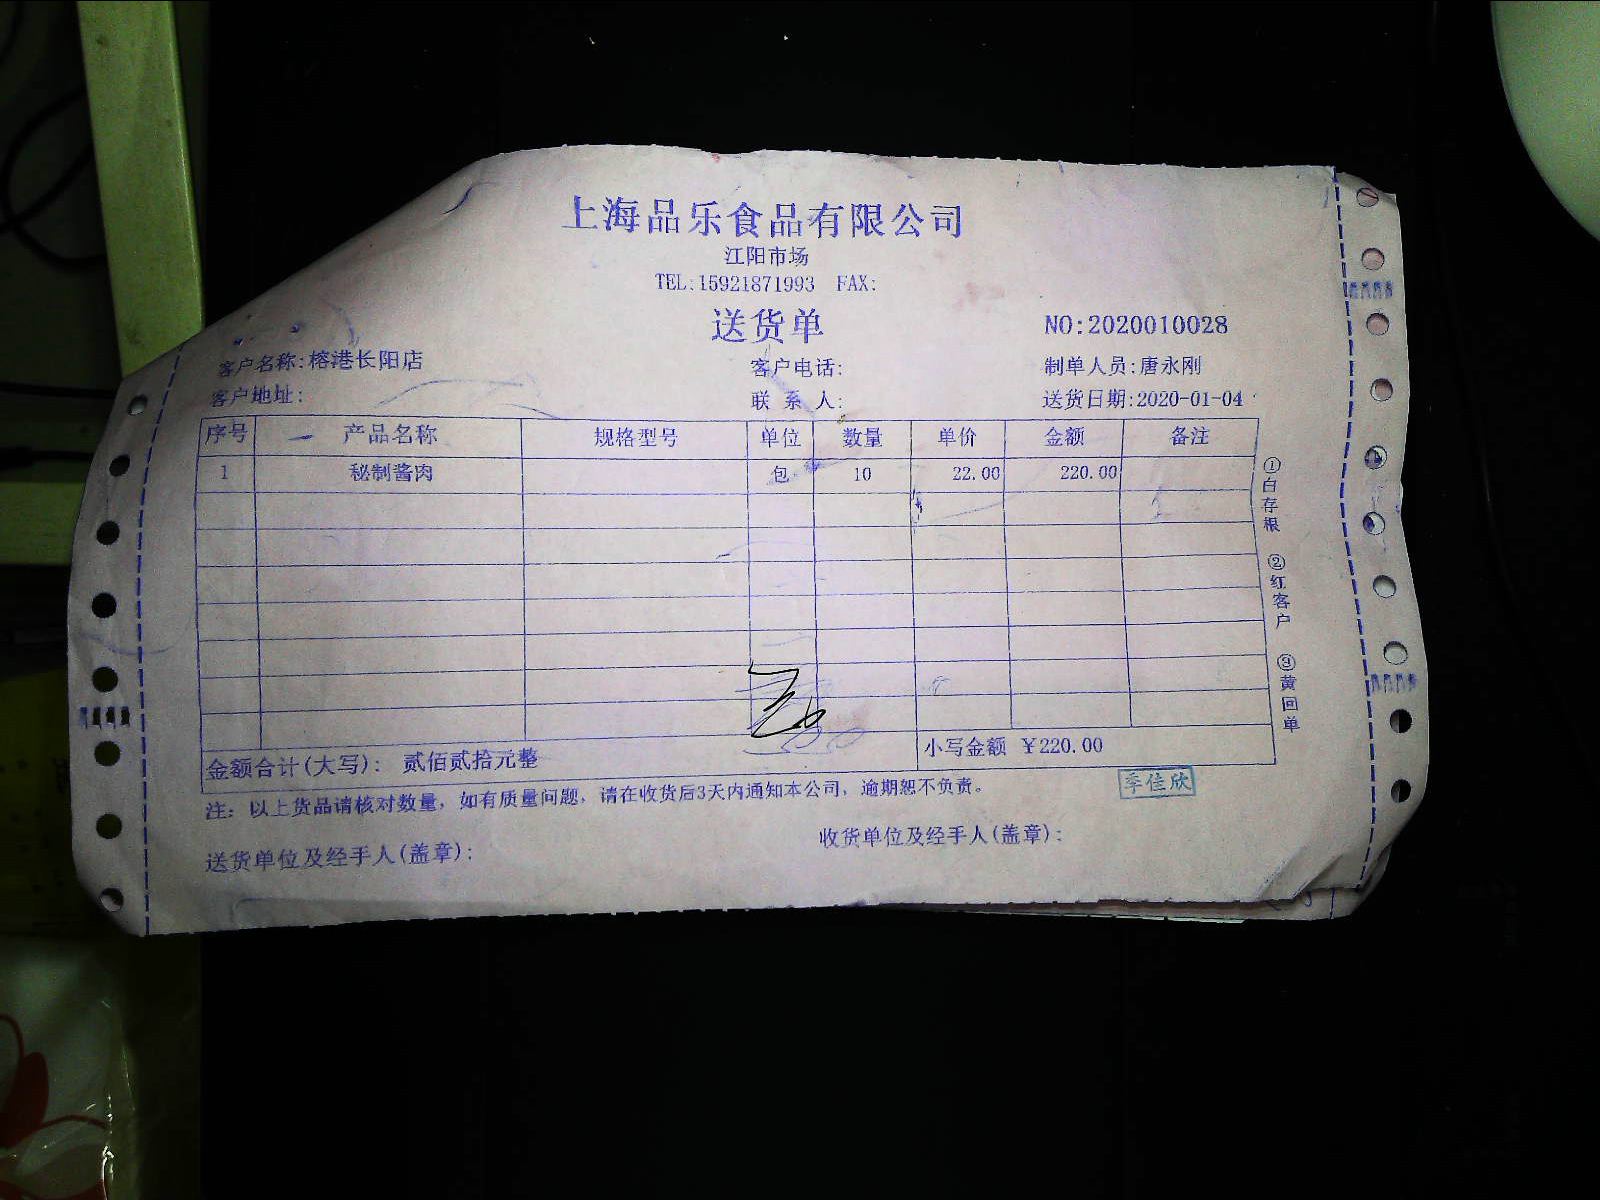 上海品乐食品有限公司
江阳市场
TEL:15921871993 FAX:
送货单
NO:2020010028
客户名称:榕港长阳店 客户电话: 制单人员:唐永刚
客户地址: 联系人: 送货日期:2020-01-04
序号 产品名称 规格型号 单位 数量 单价 金额 备注
1 秘制酱肉 包 10 22.00 220.00
金额合计(大写): 贰佰贰拾元整 小写金额 ¥220.00
注: 以上货品请核对数量, 如有质量问题, 请在收货后3天内通知本公司, 逾期恕不负责。
季佳欣
送货单位及经手人(盖章): 收货单位及经手人(盖章):
①白存根 ②红客户 ③黄回单